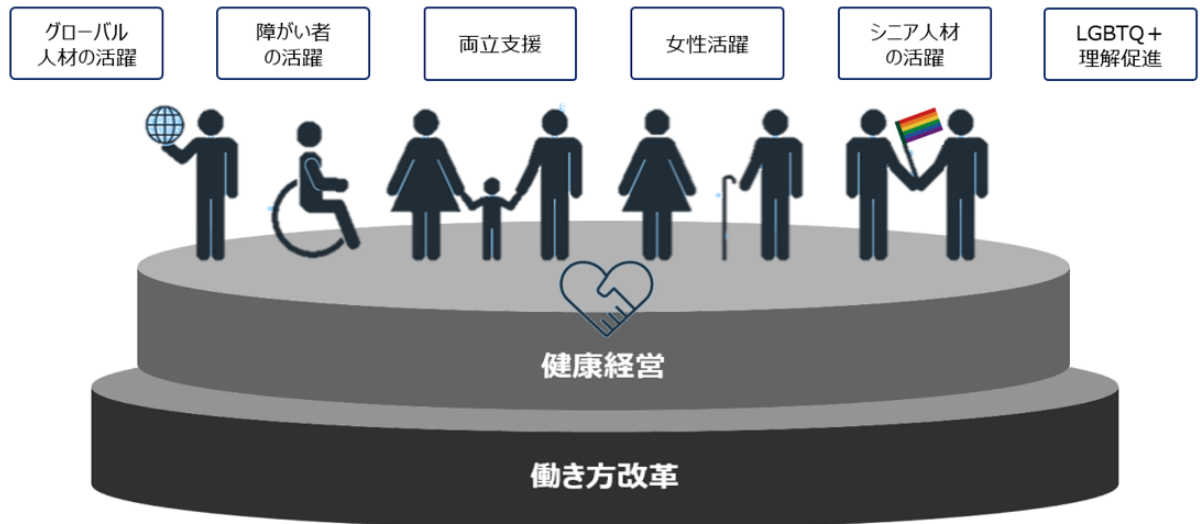 グローバル
人材の活躍
障がい者
の活躍
両立支援
女性活躍
シニア人材
の活躍
LGBTQ+
理解促進
健康経営
働き方改革